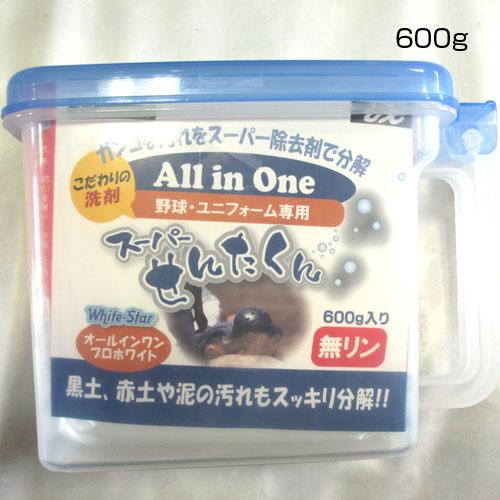 600g
ガンコな汚れをスーパー除去剤で分解
こだわりの
洗剤
All in One
野球・ユニフォーム専用
スーパー
せんたくん
White·Star
オールインワン
プロホワイト
600g入り
無リン
黒土、赤土や泥の汚れもスッキリ分解!!